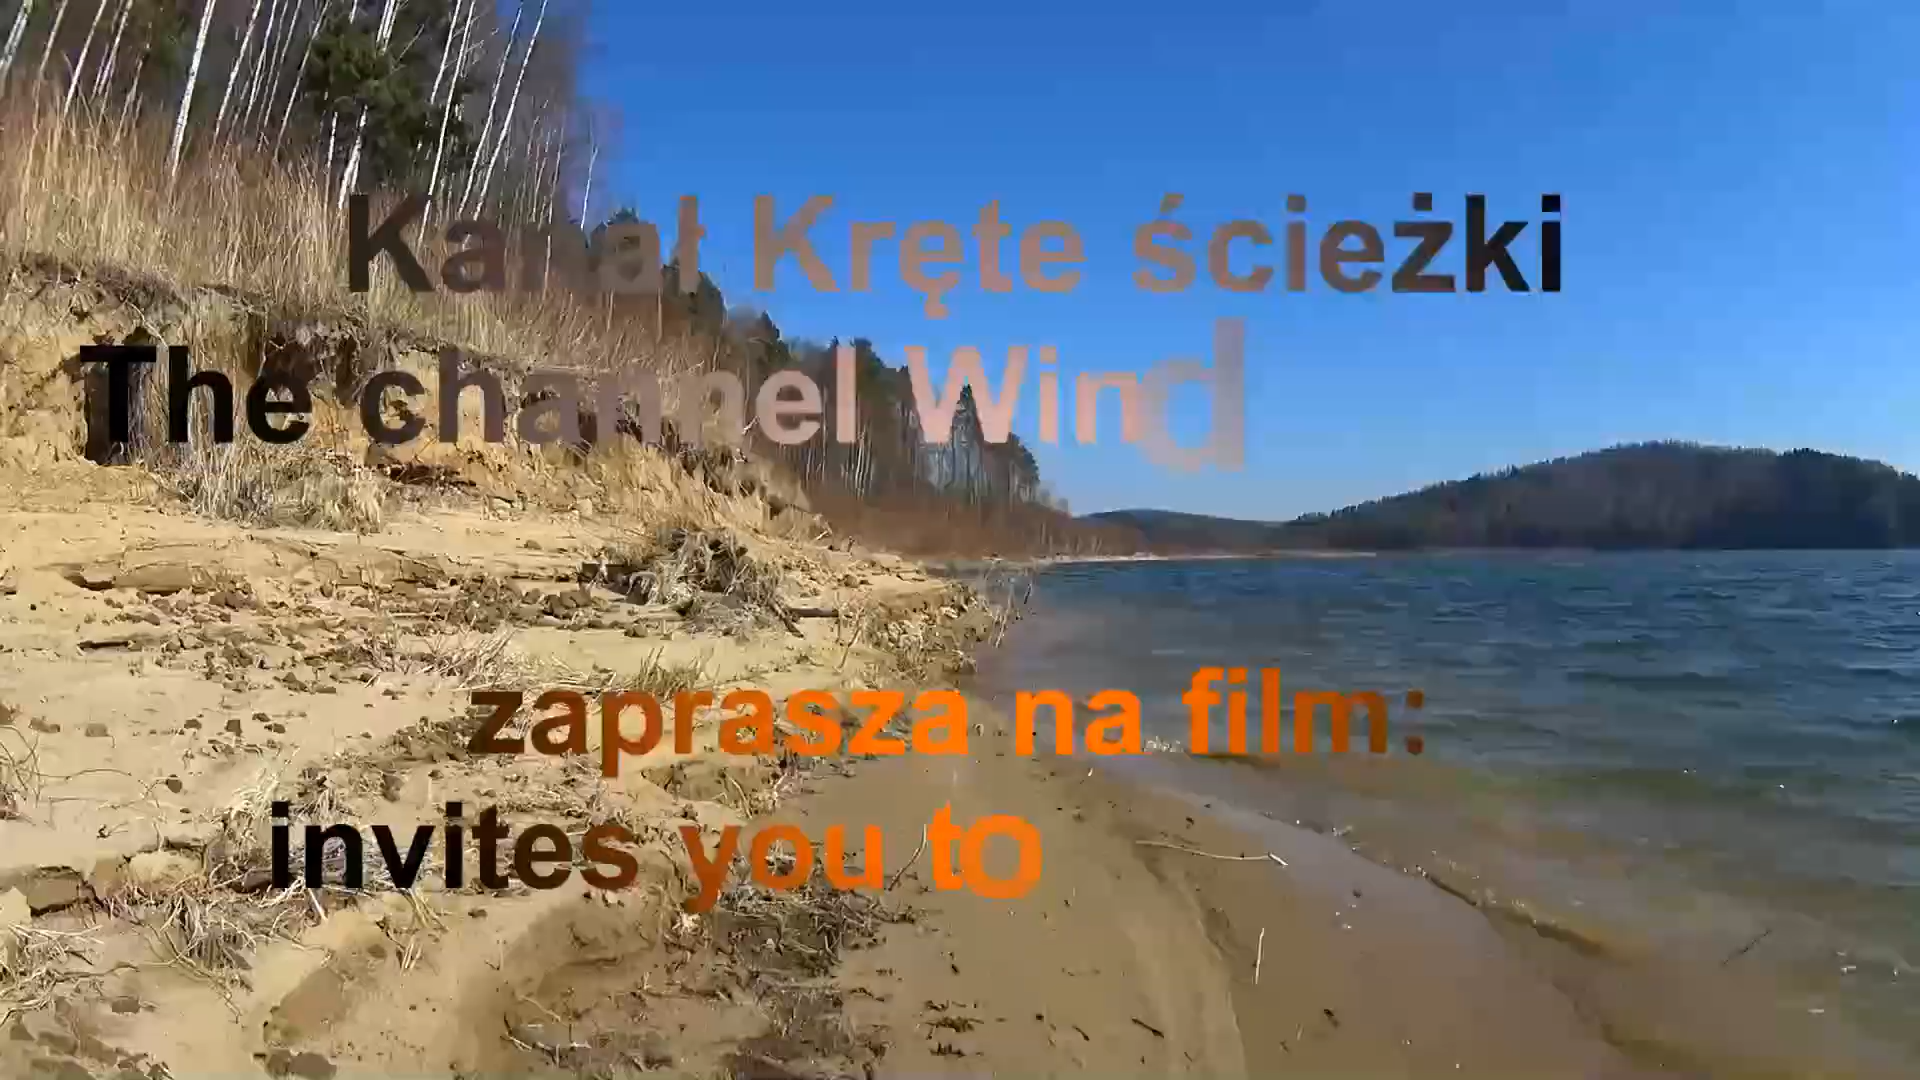 Kanał Kręte ścieżki
The channel Wind
zaprasza na film:
invites you to